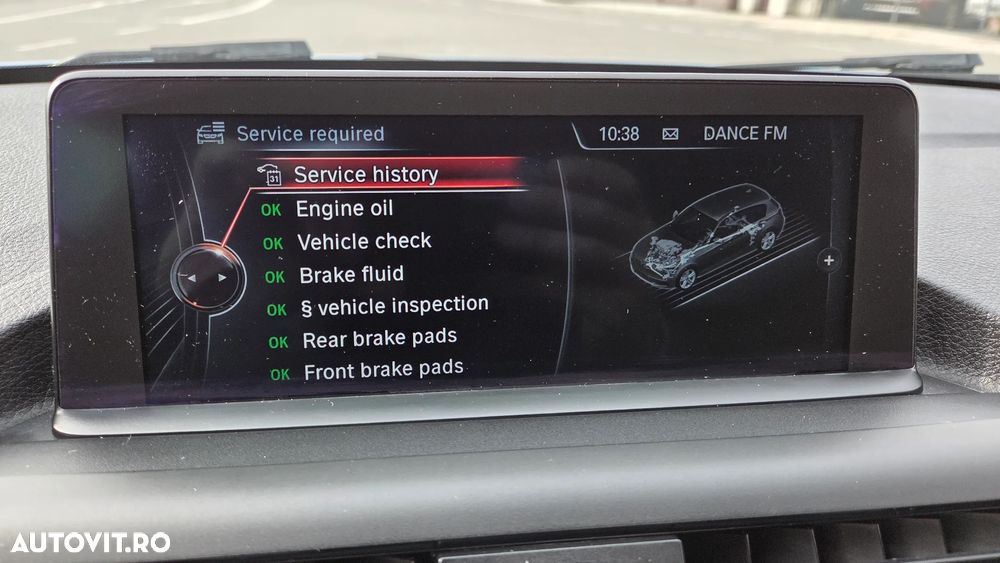 Service required
10:38
DANCE FM
31
Service history
OK Engine oil
OK Vehicle check
OK Brake fluid
OK § vehicle inspection
OK Rear brake pads
OK Front brake pads
+
AUTOVIT.RO